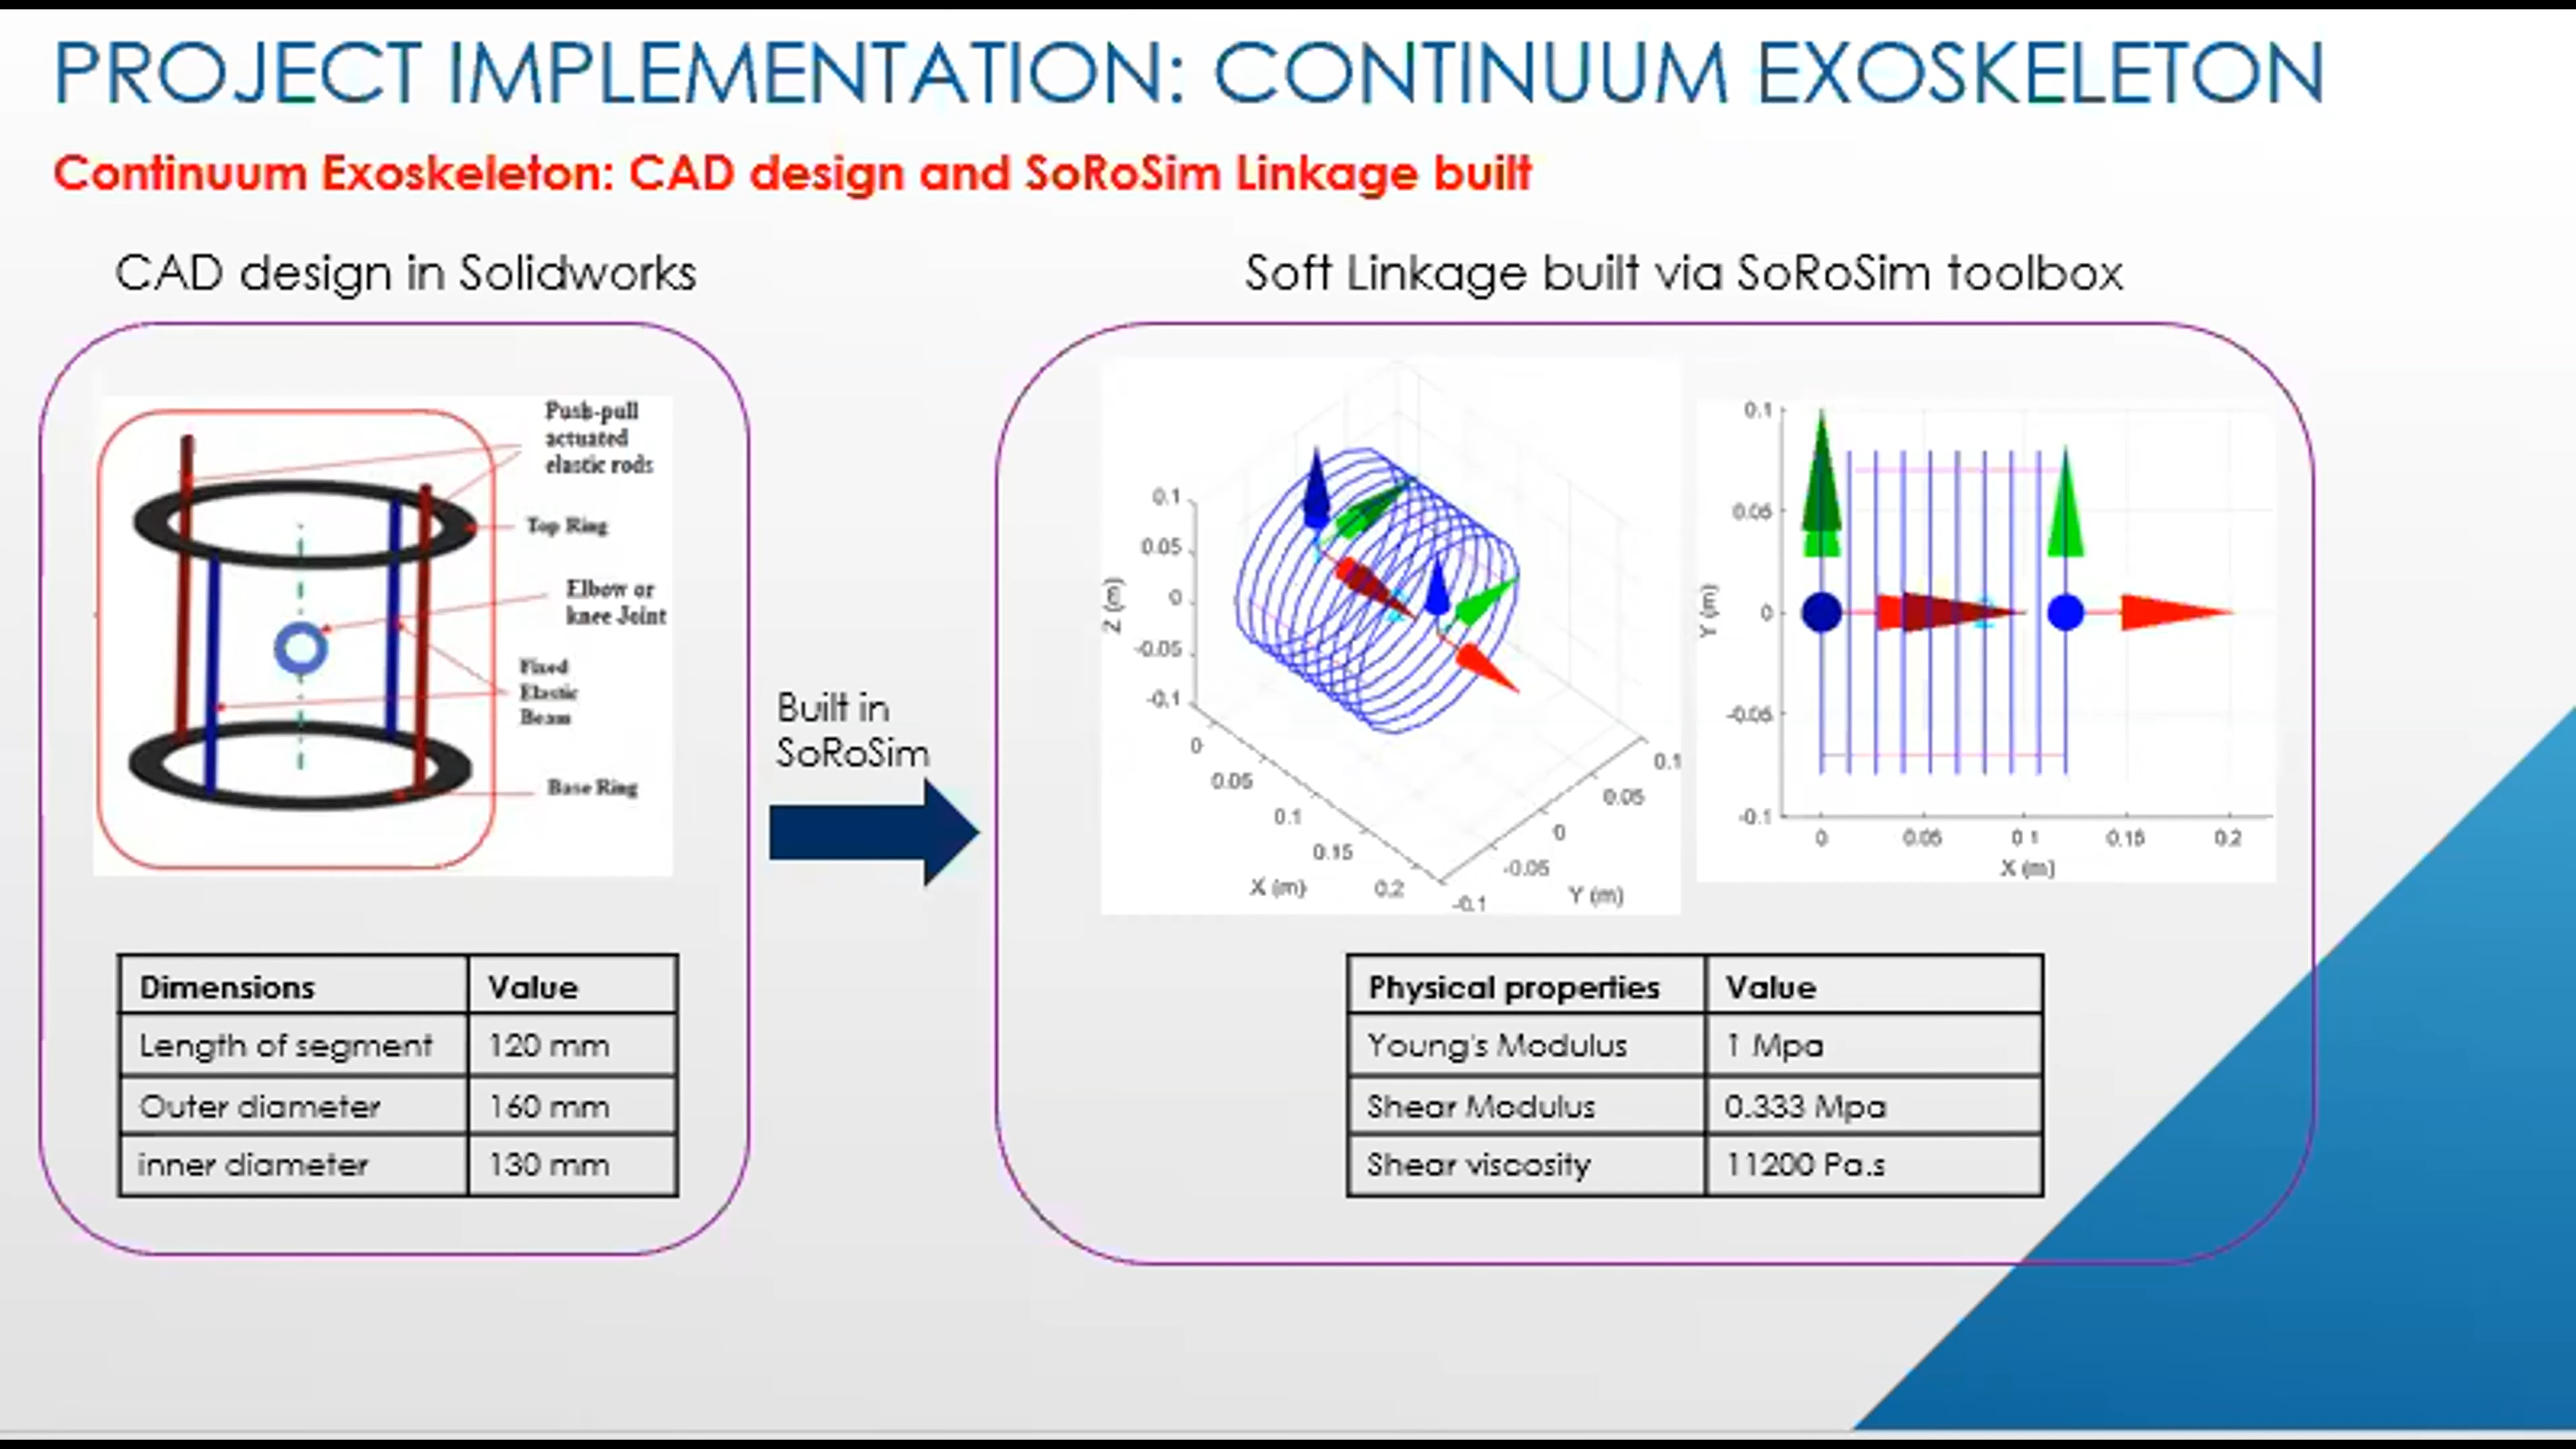 PROJECT IMPLEMENTATION: CONTINUUM EXOSKELETON
Continuum Exoskeleton: CAD design and SoRoSim Linkage built
CAD design in Solidworks
Push-pull
actuated
elastic rods
Top Ring
Elbow or
knee Joint
Fixed
Elastic
Beam
Base Ring
Dimensions Value
Length of segment 120 mm
Outer diameter 160 mm
inner diameter 130 mm
Built in
SoRoSim
Soft Linkage built via SoRoSim toolbox
0.1
0.05
0
-0.05
-0.1
Z (m)
0
0.05
0.1
0.15
0.2
X (m)
-0.1
-0.05
0
0.05
0.1
Y (m)
0.1
0.05
0
-0.05
-0.1
Y (m)
0 0.05 0.1 0.15 0.2
X (m)
Physical properties Value
Young's Modulus 1 Mpa
Shear Modulus 0.333 Mpa
Shear viscosity 11200 Pa.s